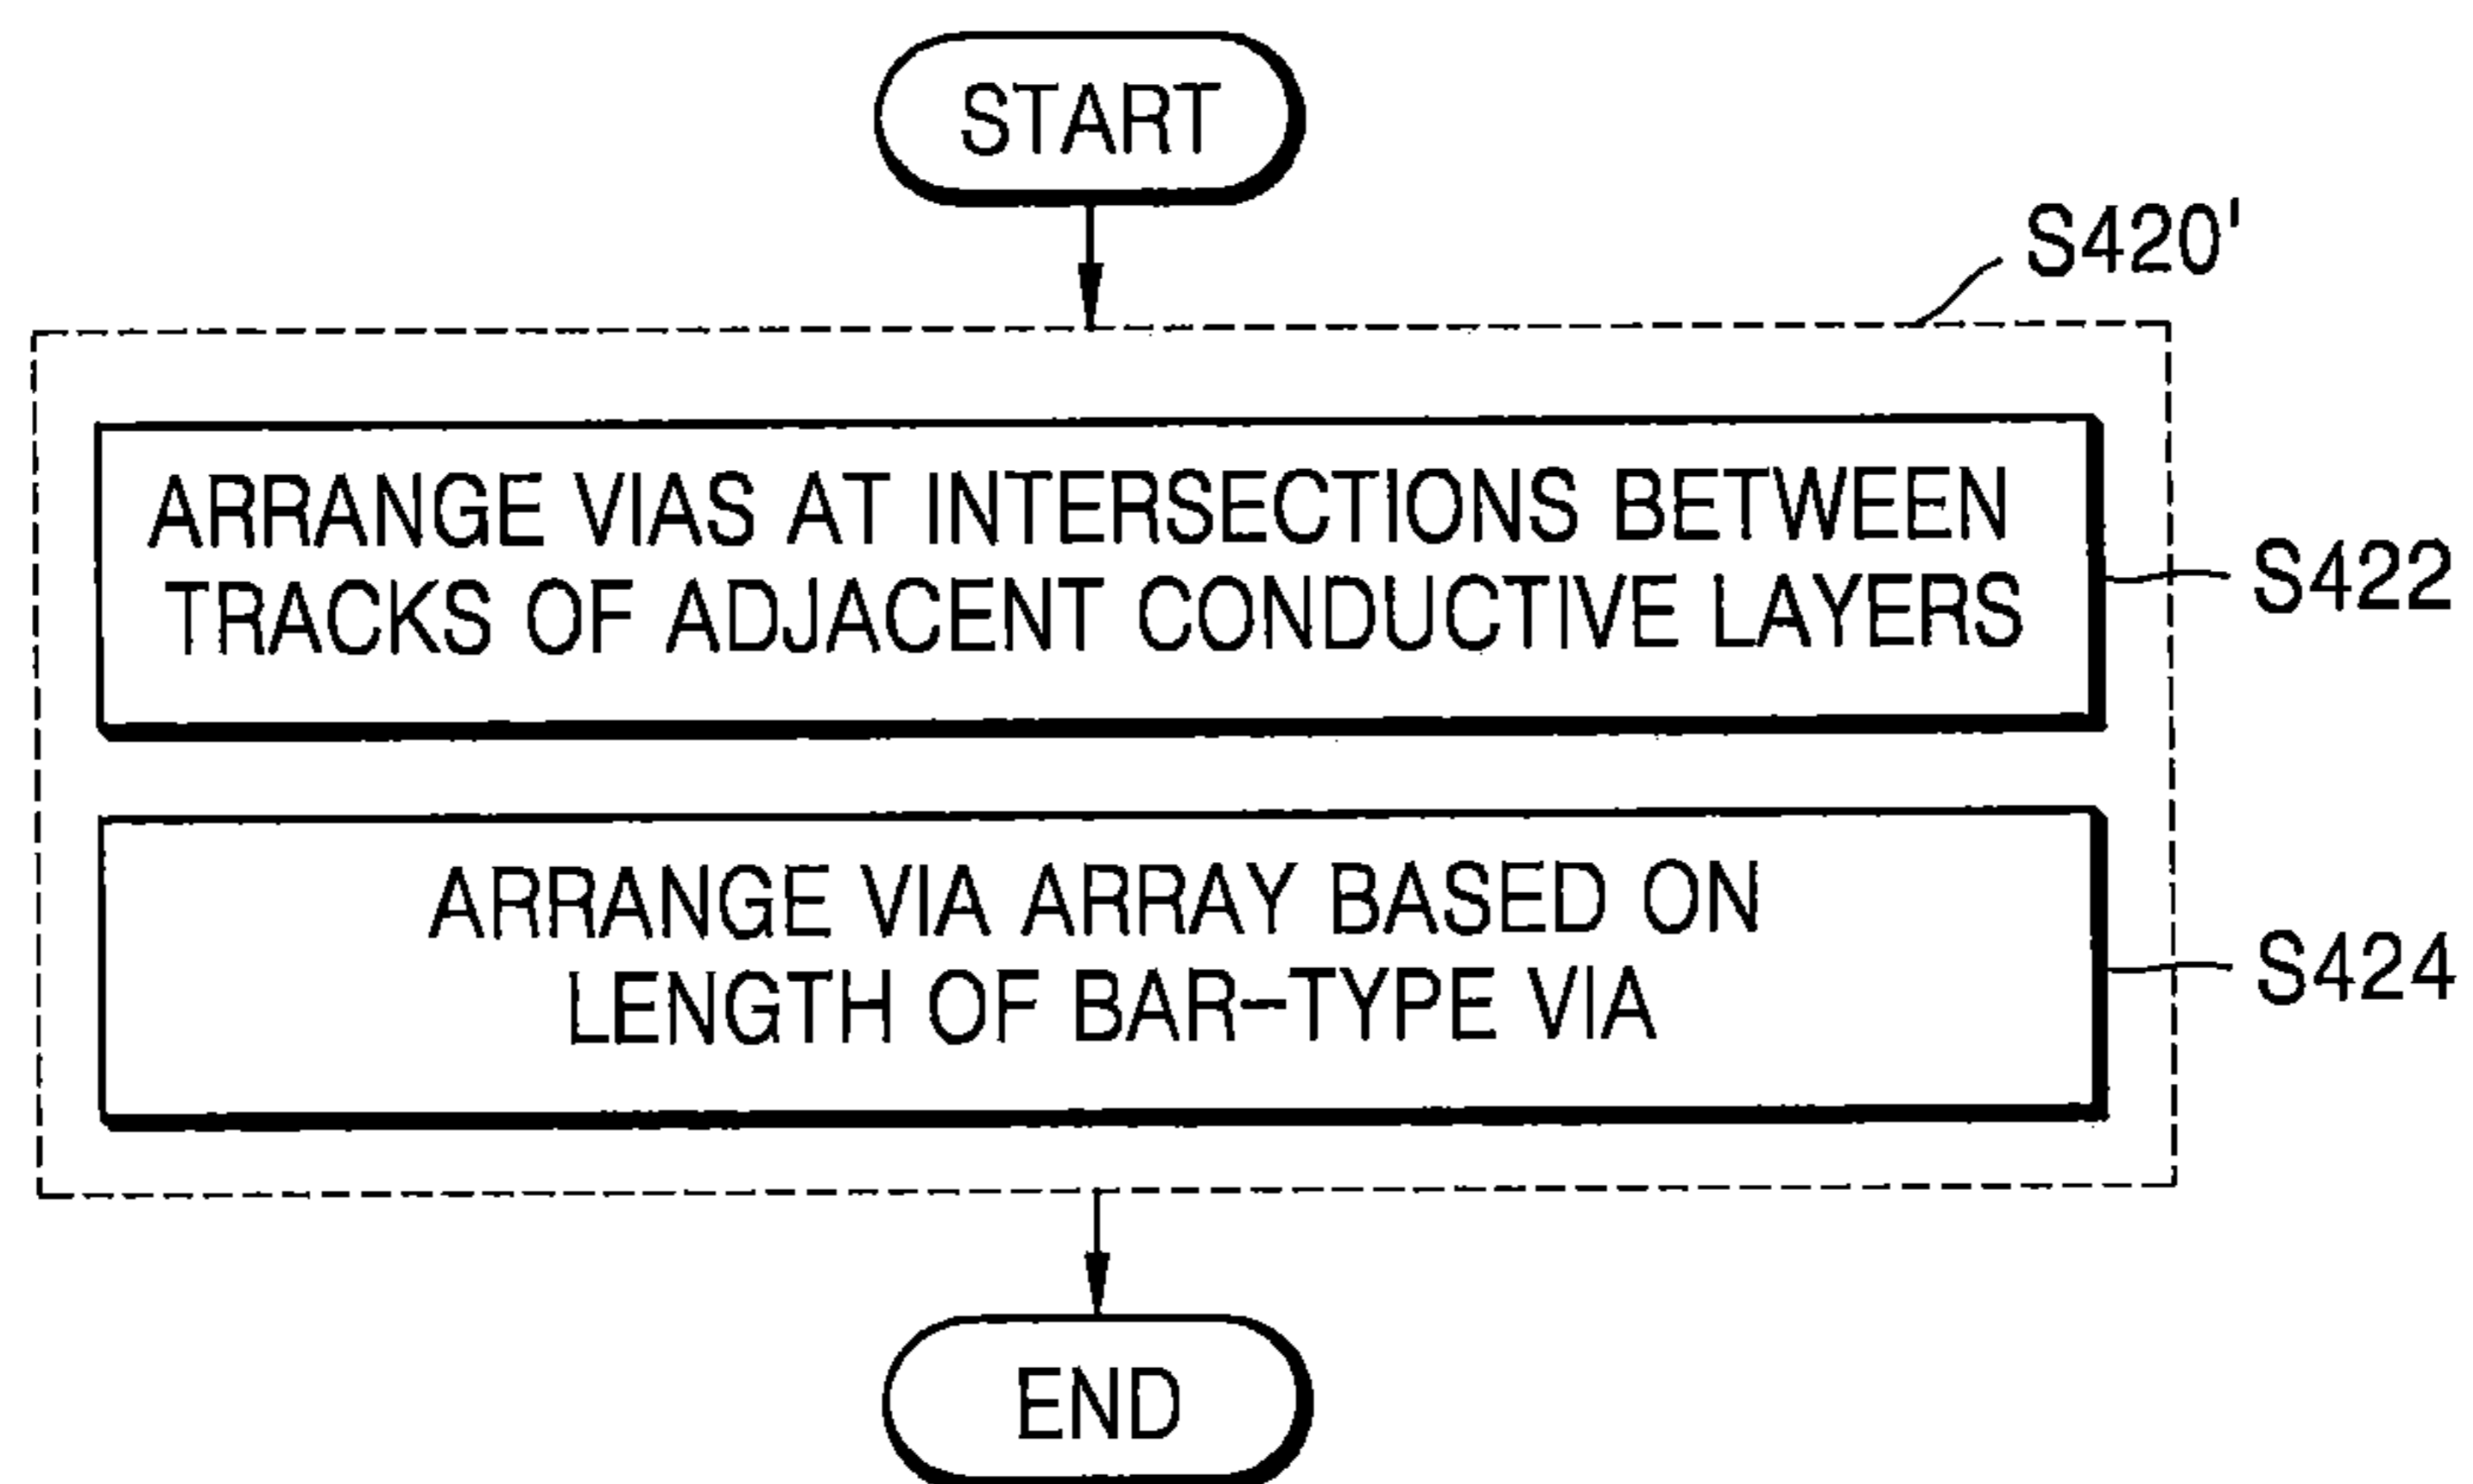 START
S420'
ARRANGE VIAS AT INTERSECTIONS BETWEEN
TRACKS OF ADJACENT CONDUCTIVE LAYERS
S422
ARRANGE VIA ARRAY BASED ON
LENGTH OF BAR-TYPE VIA
S424
END